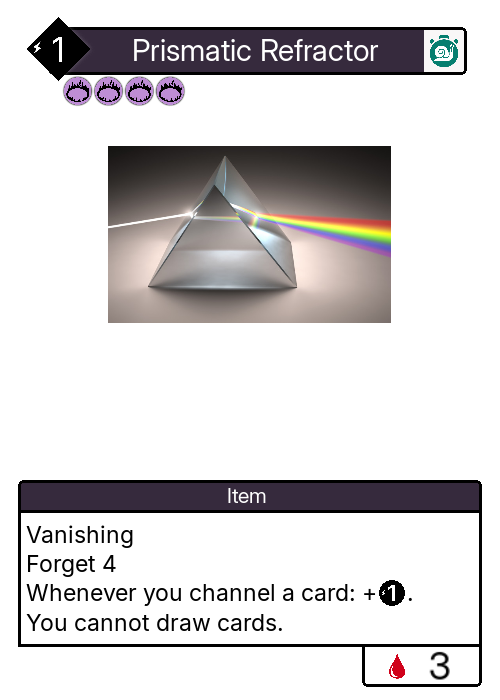 1
Prismatic Refractor
Item
Vanishing
Forget 4
Whenever you channel a card: +1.
You cannot draw cards.
3